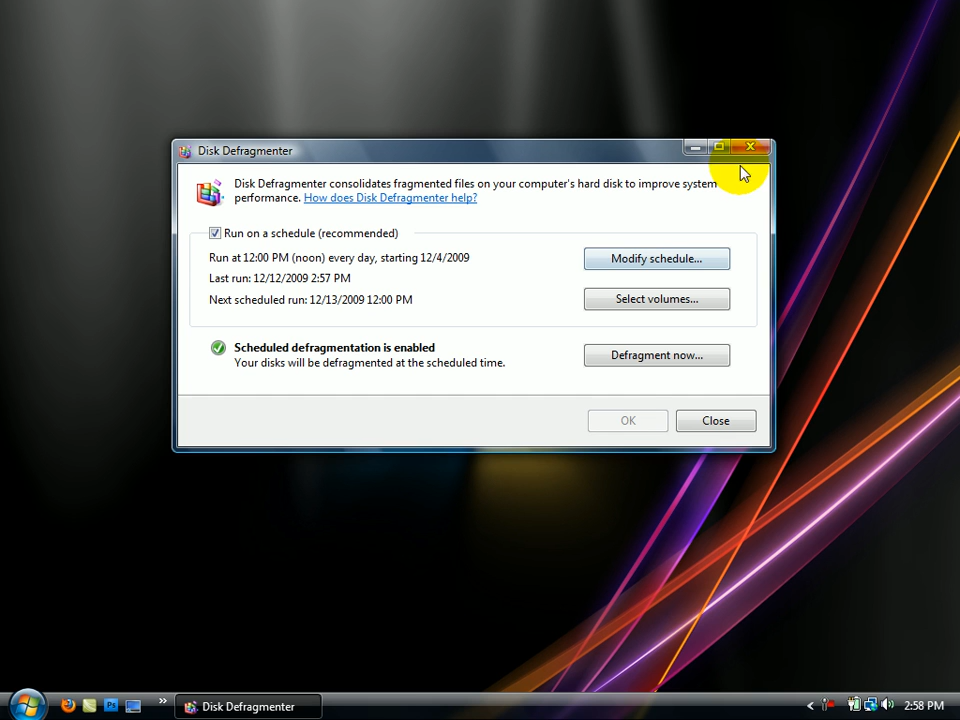 Disk Defragmenter
Disk Defragmenter consolidates fragmented files on your computer's hard disk to improve system
performance. How does Disk Defragmenter help?
Run on a schedule (recommended)
Run at 12:00 PM (noon) every day, starting 12/4/2009
Modify schedule...
Last run: 12/12/2009 2:57 PM
Next scheduled run: 12/13/2009 12:00 PM
Select volumes...
Scheduled defragmentation is enabled
Your disks will be defragmented at the scheduled time.
Defragment now...
OK
Close
Disk Defragmenter
2:58 PM